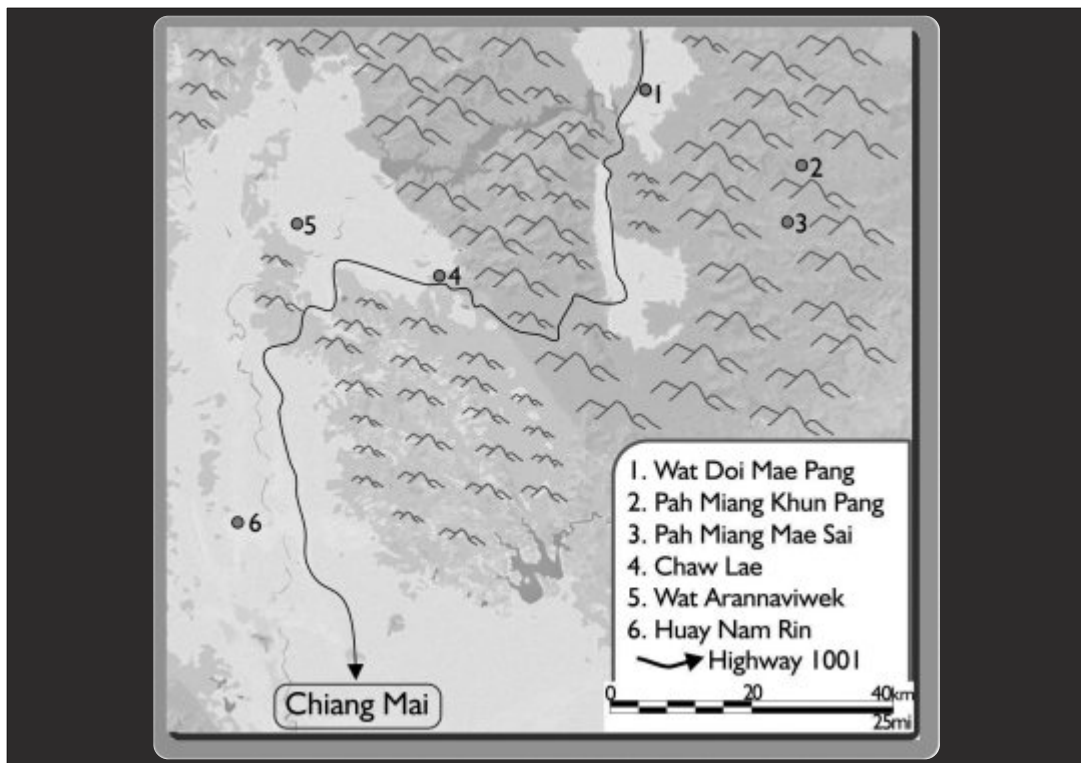 1
2
3
5
4
6
1. Wat Doi Mae Pang
2. Pah Miang Khun Pang
3. Pah Miang Mae Sai
4. Chaw Lae
5. Wat Arannaviwek
6. Huay Nam Rin
Highway 1001
0 20 40km
25mi
Chiang Mai